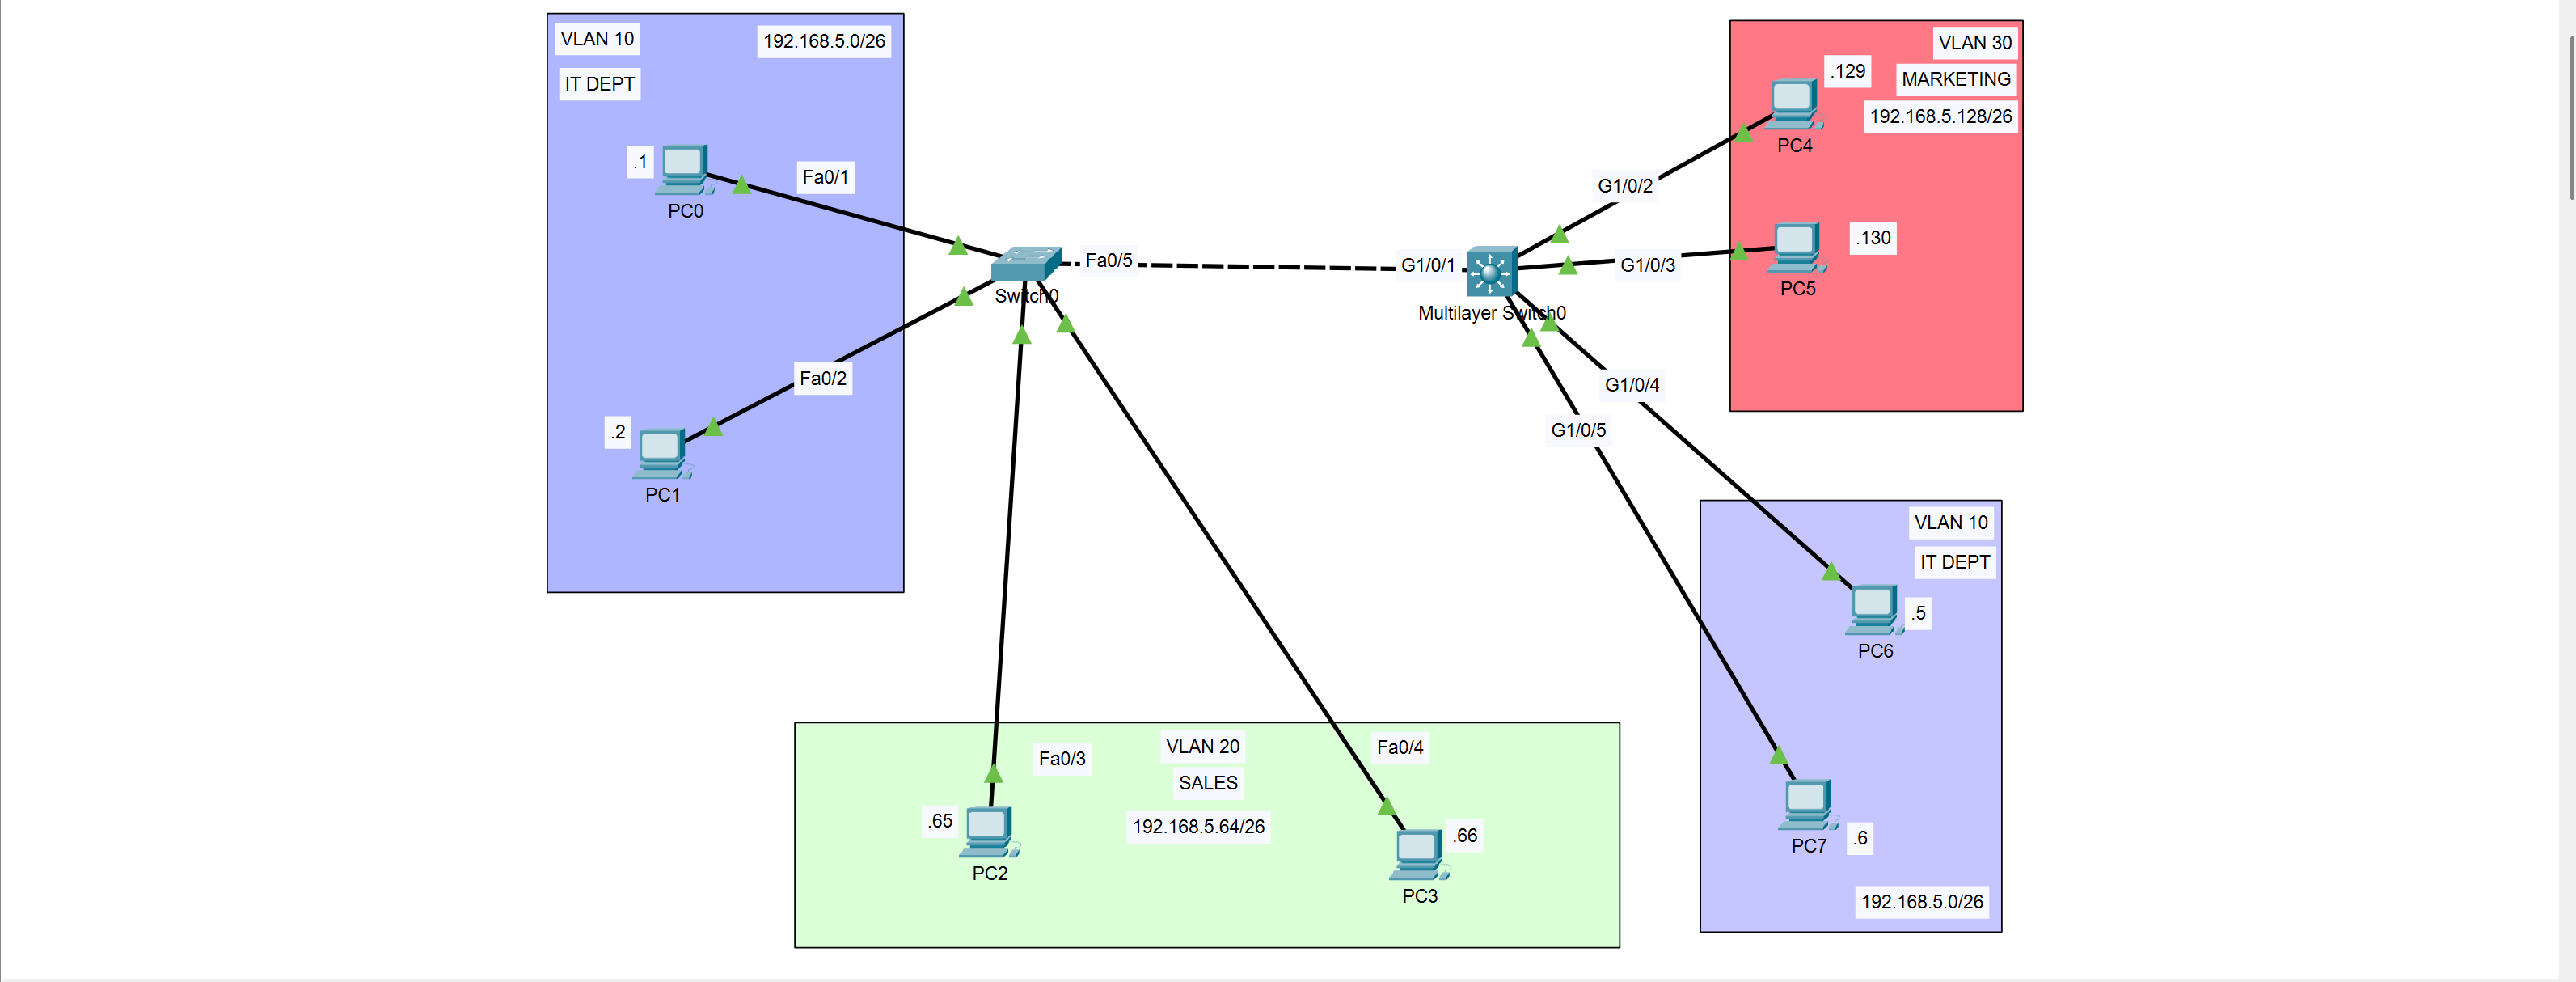 VLAN 10
192.168.5.0/26
IT DEPT
.1
PC0
Fa0/1
.2
PC1
Fa0/2
Switch0
Fa0/5
G1/0/1
Multilayer Switch0
G1/0/2
G1/0/3
G1/0/4
G1/0/5
VLAN 30
MARKETING
192.168.5.128/26
.129
PC4
.130
PC5
VLAN 20
SALES
192.168.5.64/26
Fa0/3
.65
PC2
Fa0/4
.66
PC3
VLAN 10
IT DEPT
.5
PC6
PC7
.6
192.168.5.0/26